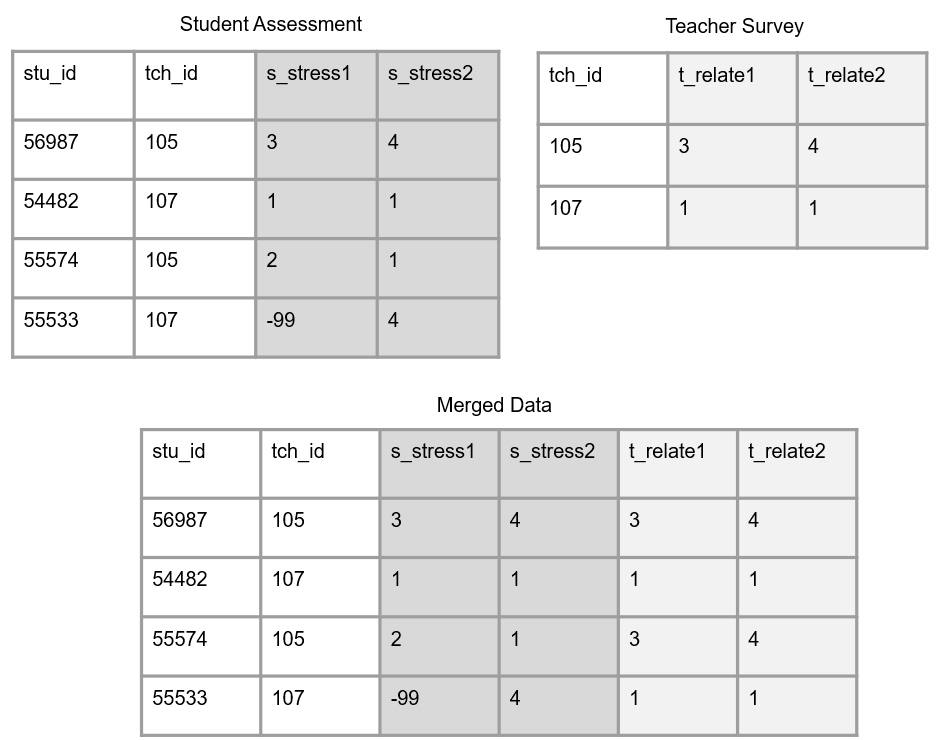 Student Assessment
stu_id tch_id s_stress1 s_stress2
56987 105 3 4
54482 107 1 1
55574 105 2 1
55533 107 -99 4
Teacher Survey
tch_id t_relate1 t_relate2
105 3 4
107 1 1
Merged Data
stu_id tch_id s_stress1 s_stress2 t_relate1 t_relate2
56987 105 3 4 3 4
54482 107 1 1 1 1
55574 105 2 1 3 4
55533 107 -99 4 1 1